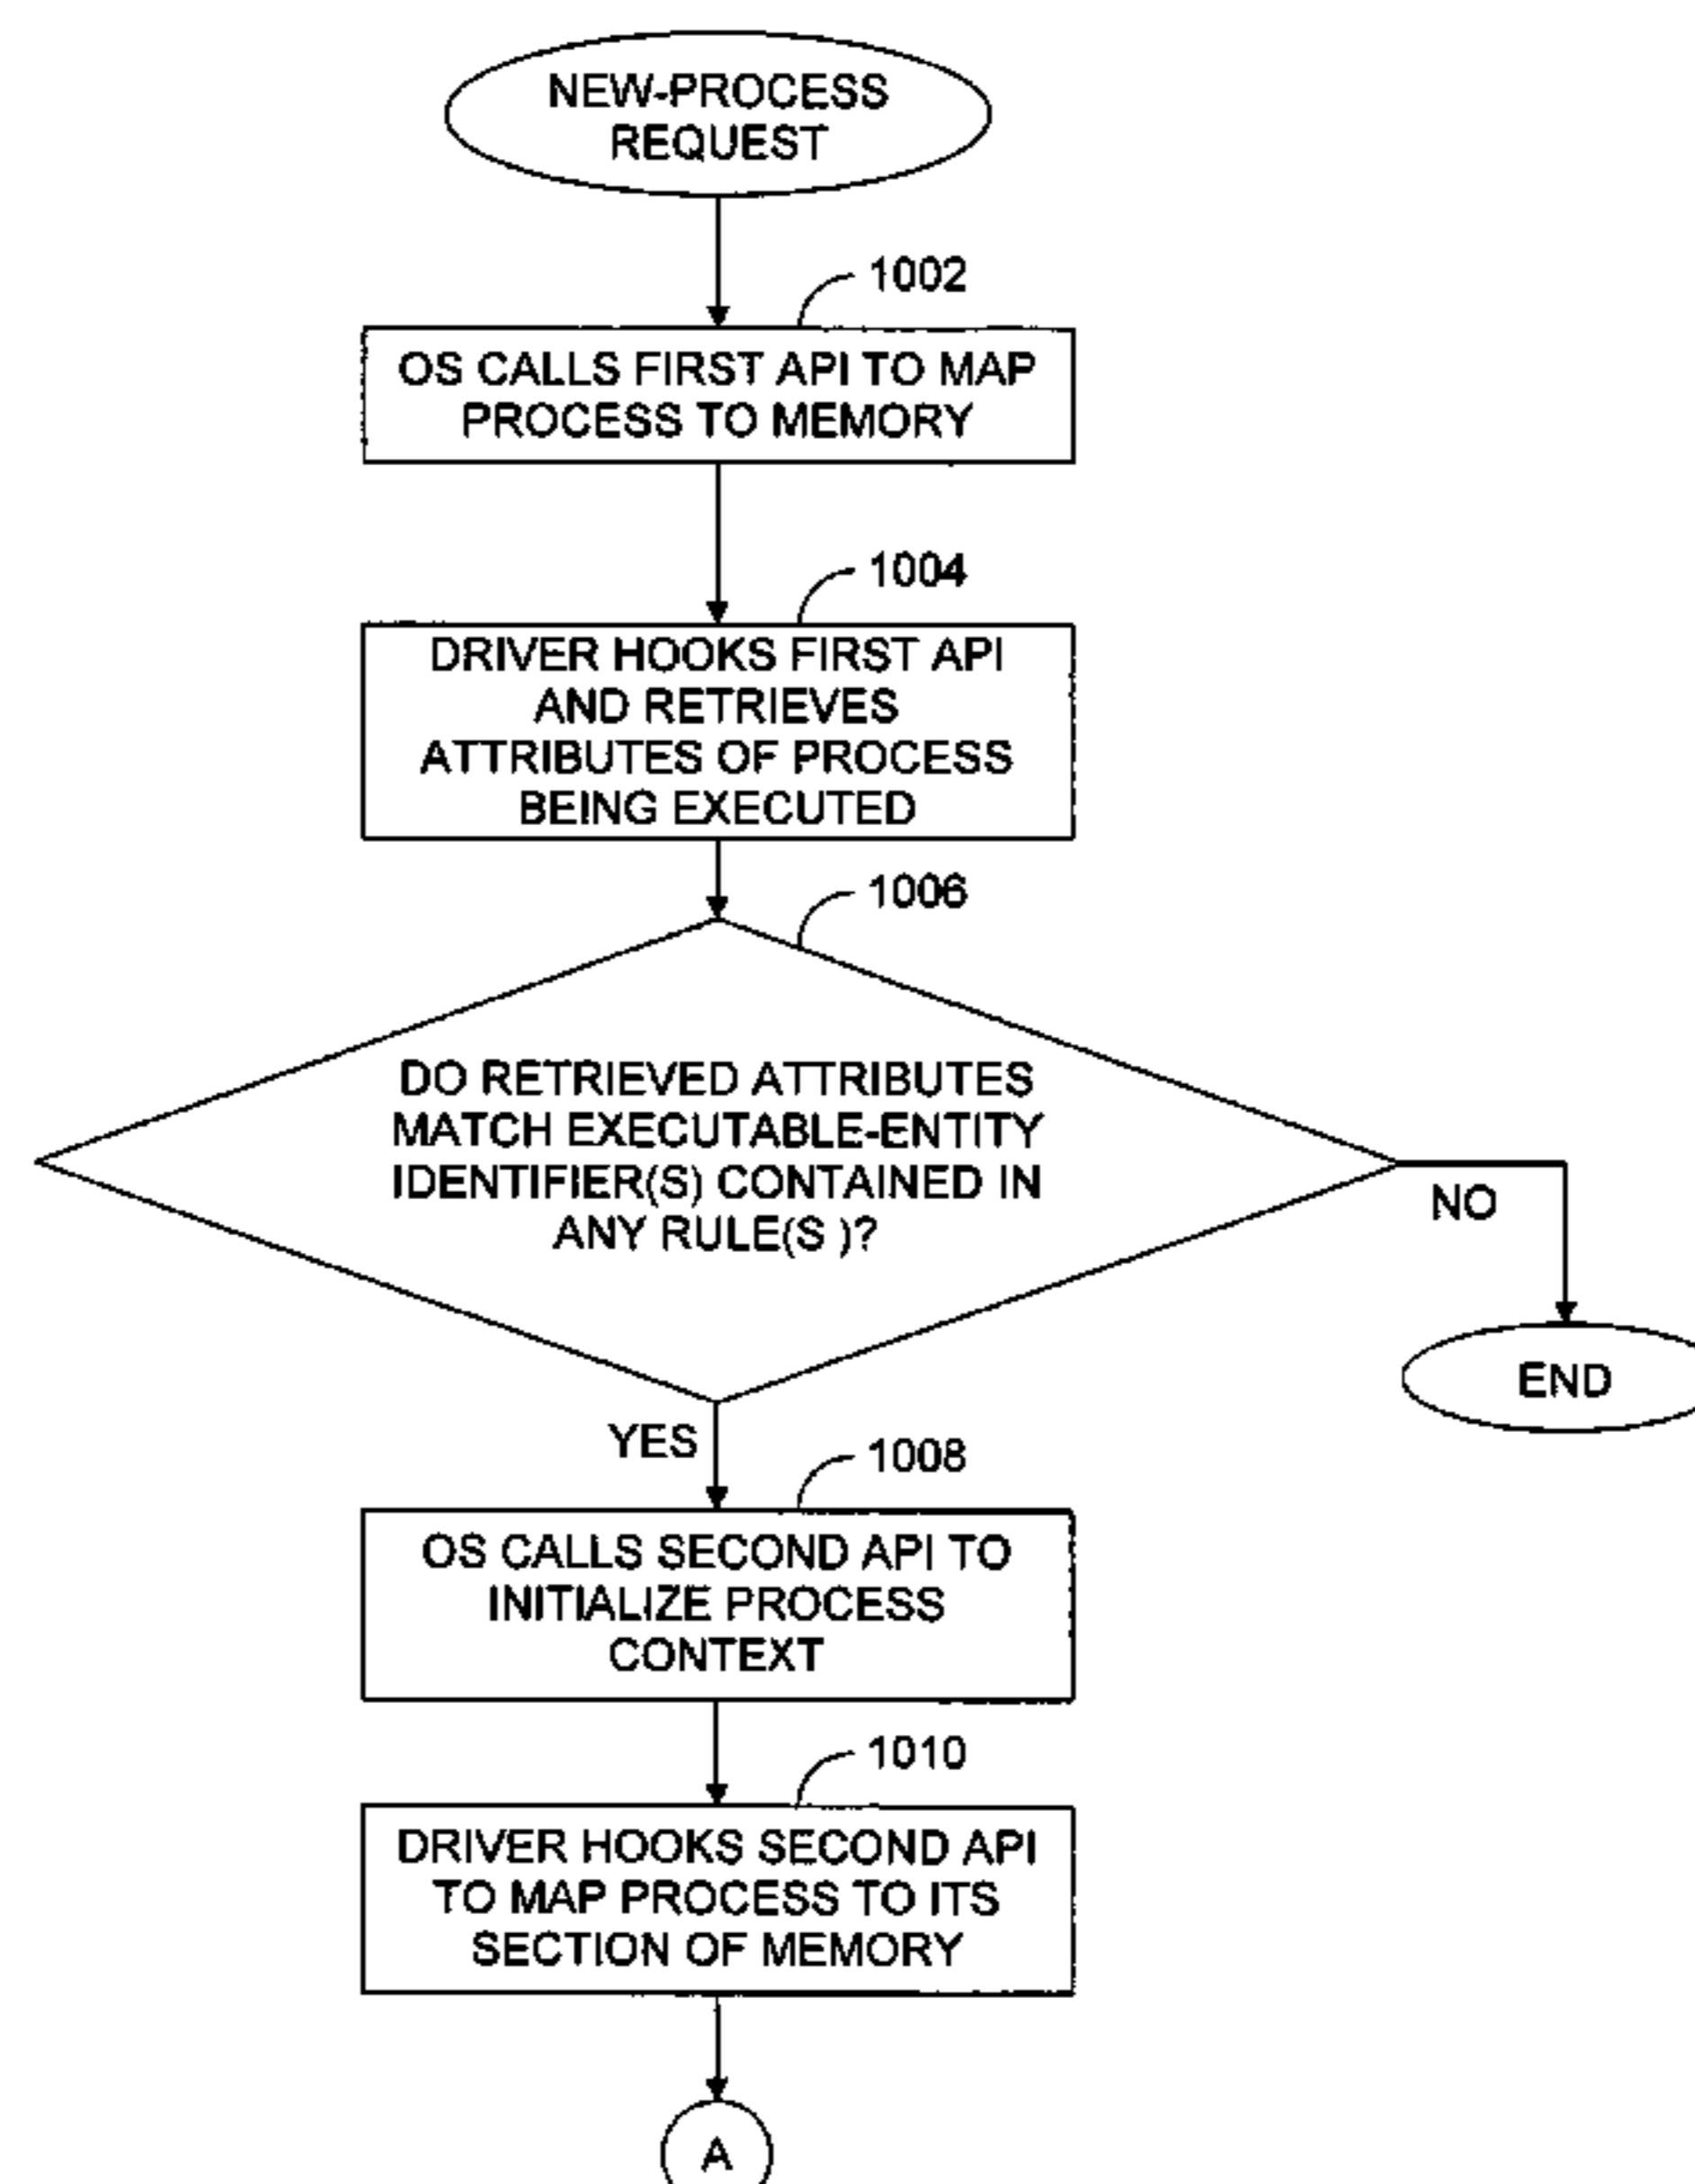 NEW-PROCESS
REQUEST
1002
OS CALLS FIRST API TO MAP
PROCESS TO MEMORY
1004
DRIVER HOOKS FIRST API
AND RETRIEVES
ATTRIBUTES OF PROCESS
BEING EXECUTED
1006
DO RETRIEVED ATTRIBUTES
MATCH EXECUTABLE-ENTITY
IDENTIFIER(S) CONTAINED IN
ANY RULE(S )?
NO
END
YES
1008
OS CALLS SECOND API TO
INITIALIZE PROCESS
CONTEXT
1010
DRIVER HOOKS SECOND API
TO MAP PROCESS TO ITS
SECTION OF MEMORY
A